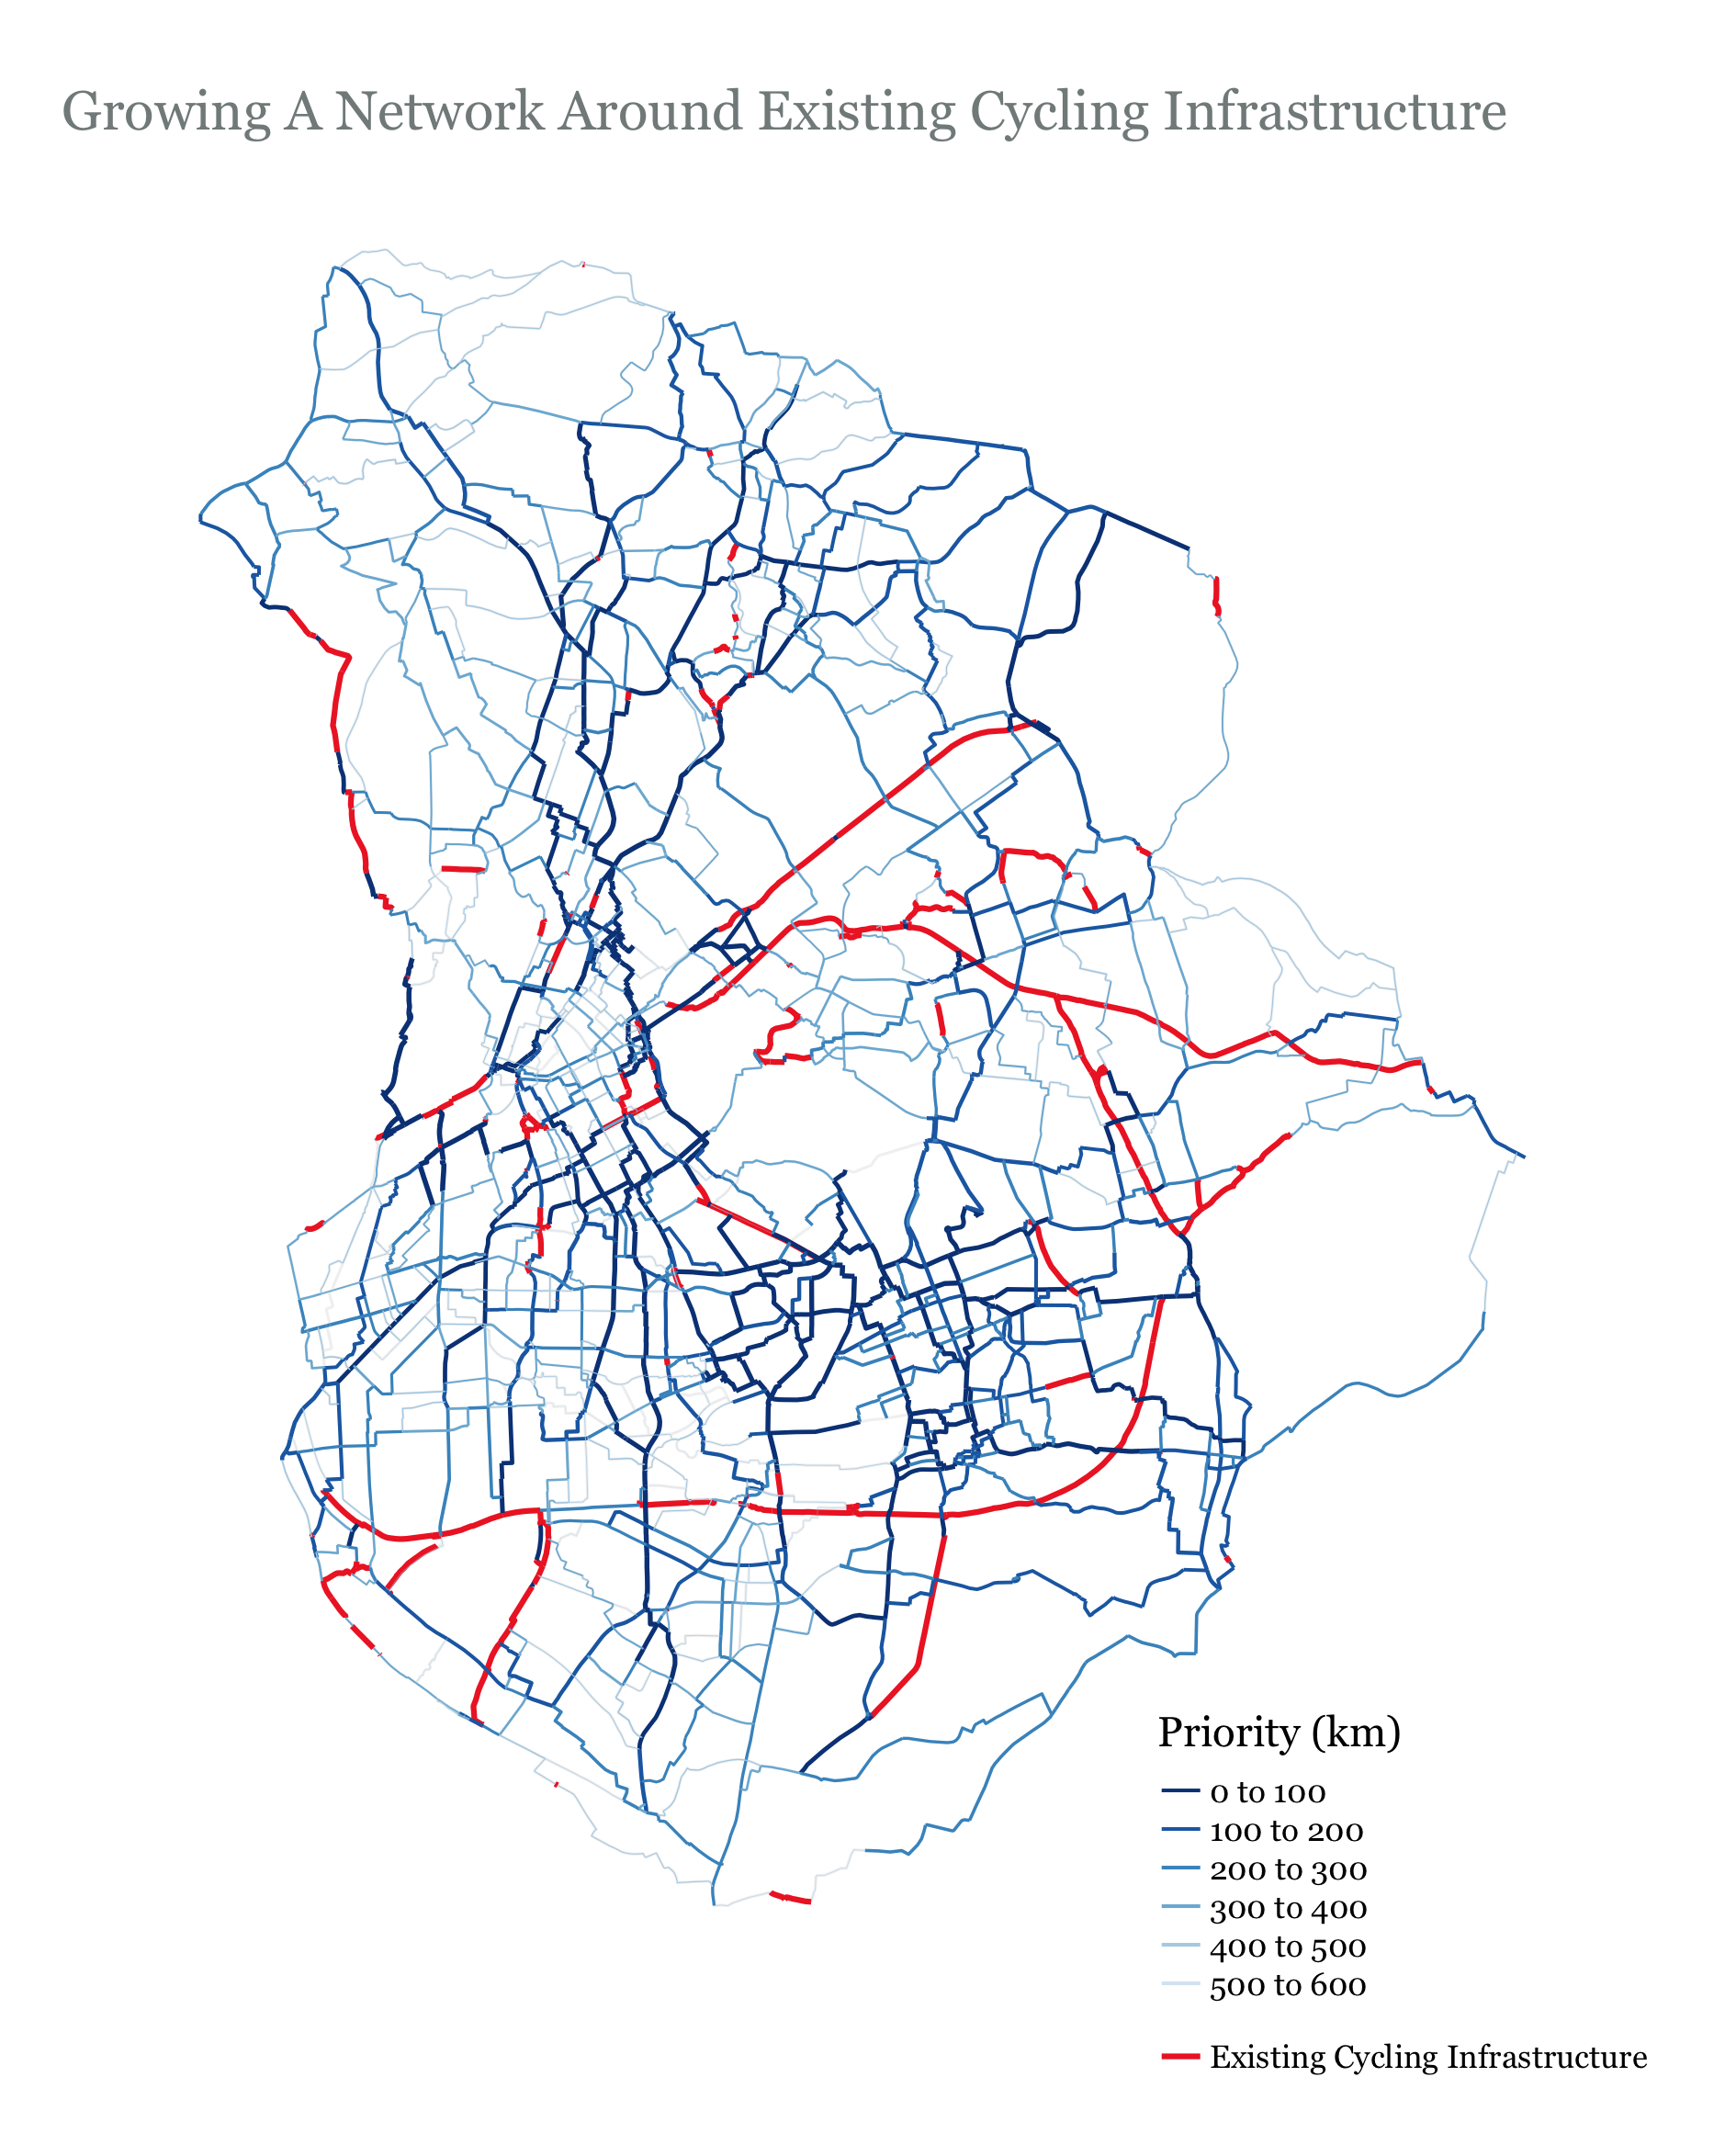 Growing A Network Around Existing Cycling Infrastructure
Priority (km)
0 to 100
100 to 200
200 to 300
300 to 400
400 to 500
500 to 600
Existing Cycling Infrastructure